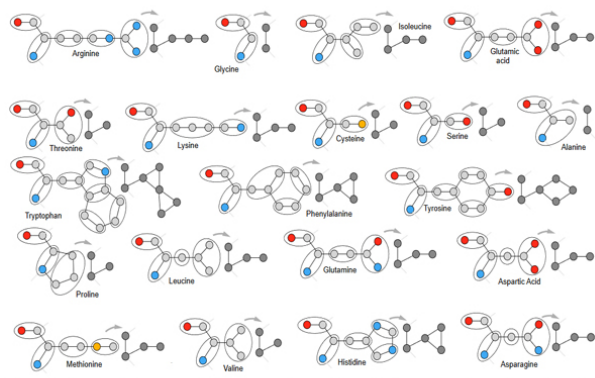 Arginine
Glycine
Isoleucine
Glutamic
acid
Threonine
Lysine
Cysteine
Serine
Alanine
Tryptophan
Phenylalanine
Tyrosine
Proline
Leucine
Glutamine
Aspartic Acid
Methionine
Valine
Histidine
Asparagine